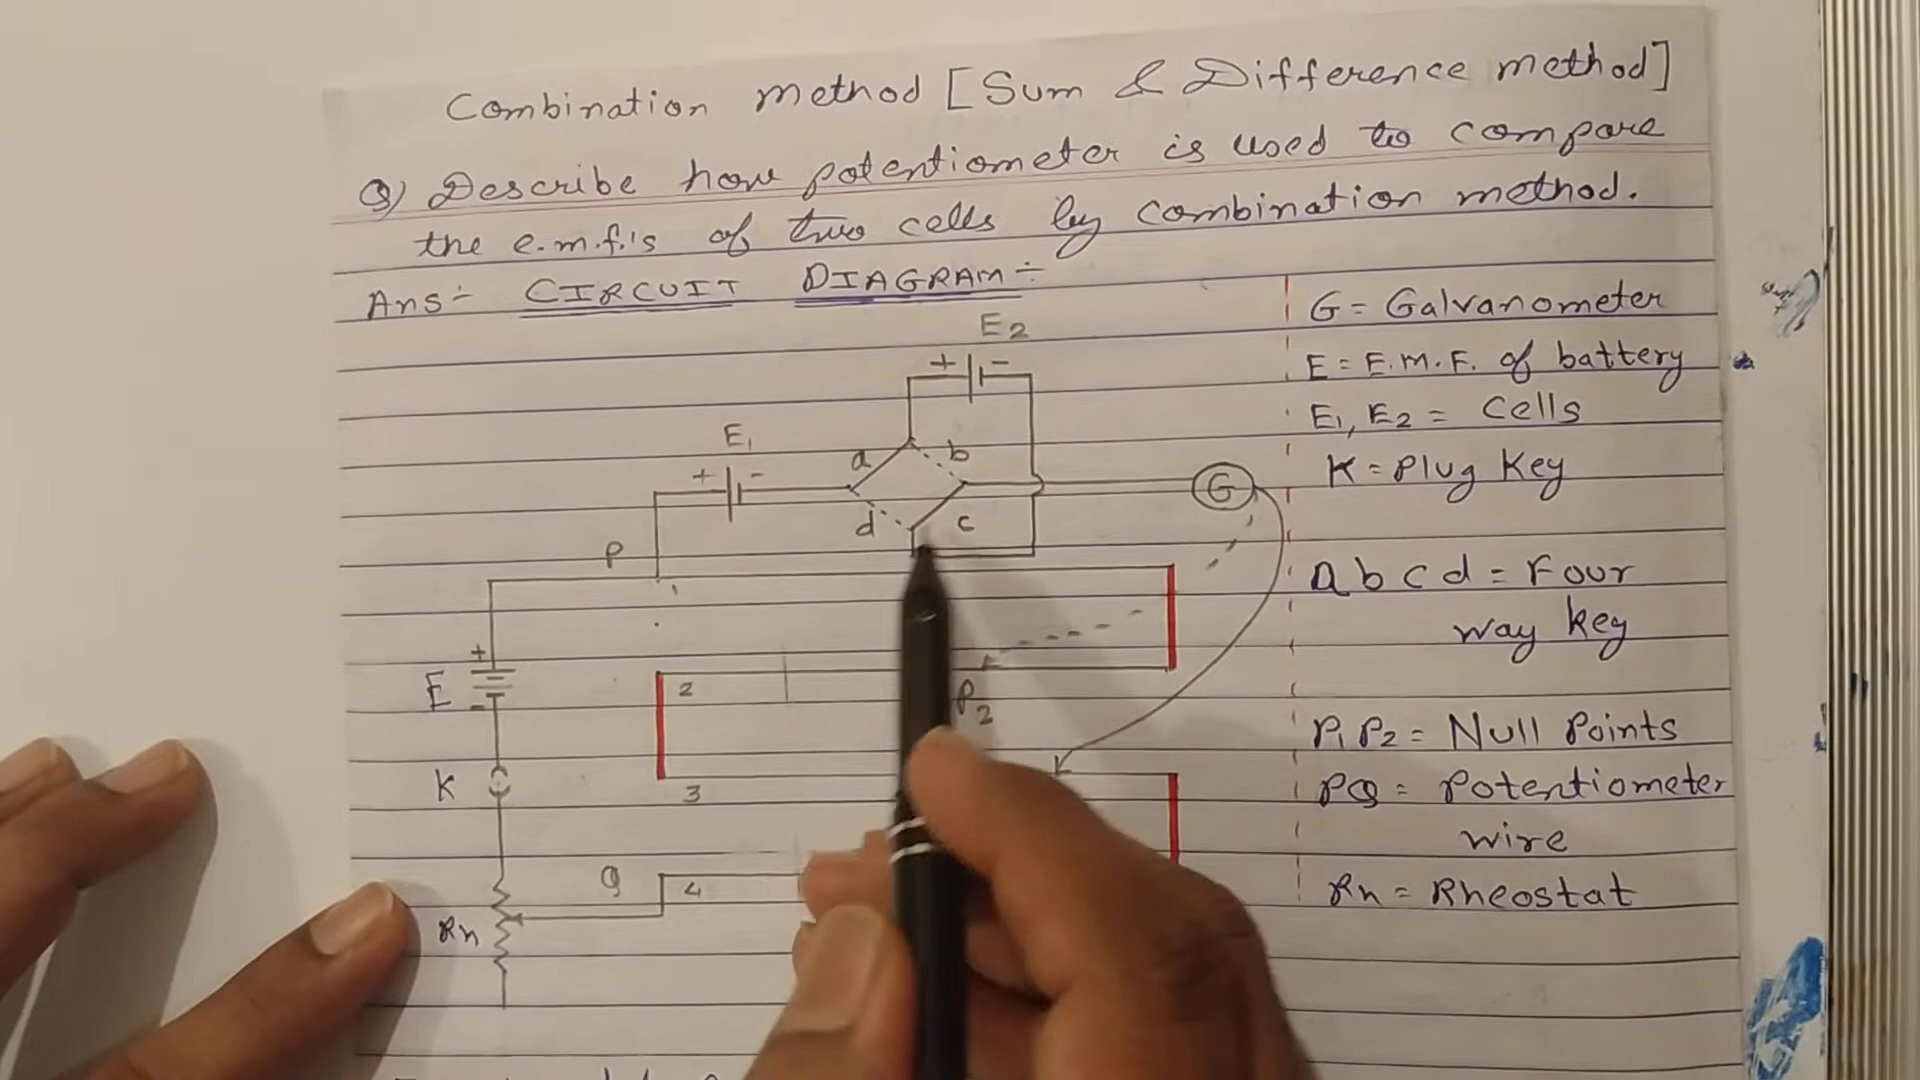 Combination method [Sum & Difference method]
Q) Describe how potentiometer is used to compare
the e.m.f.'s of two cells by combination method.
Ans:- CIRCUIT DIAGRAM :-
G = Galvanometer
E = E.M.F. of battery
E1, E2 = Cells
K = Plug Key
a b c d = Four
way key
P1 P2 = Null Points
PQ = Potentiometer
wire
Rh = Rheostat
E2
+ -
E1
+ -
a b
d c
G
P
1
+
E
-
2
P2
K
3
Q
4
Rh